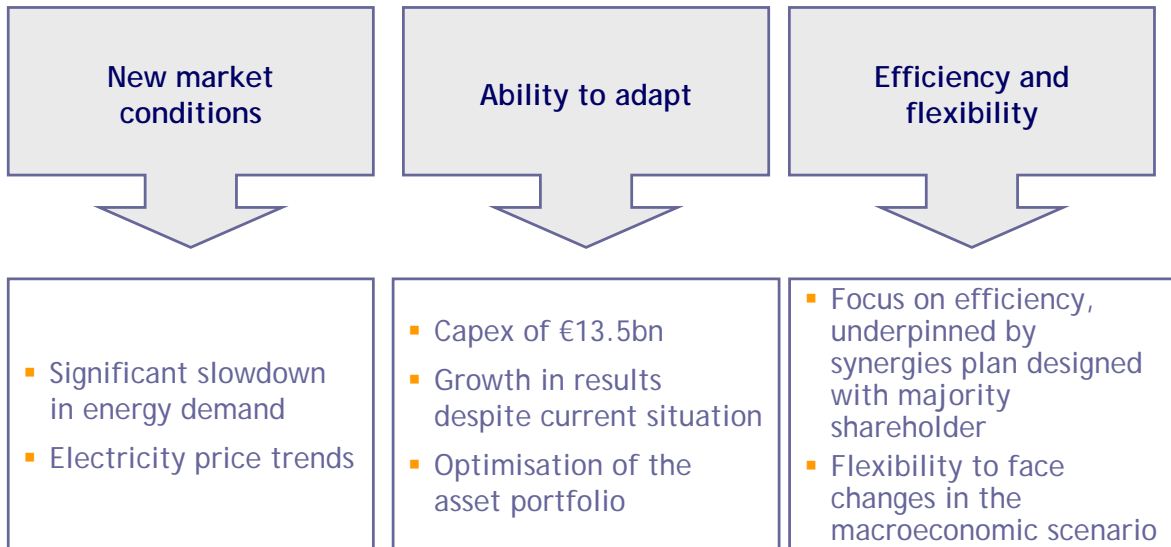 New market
conditions
Ability to adapt
Efficiency and
flexibility
▪ Significant slowdown
in energy demand
▪ Electricity price trends
▪ Capex of €13.5bn
▪ Growth in results
despite current situation
▪ Optimisation of the
asset portfolio
▪ Focus on efficiency,
underpinned by
synergies plan designed
with majority
shareholder
▪ Flexibility to face
changes in the
macroeconomic scenario